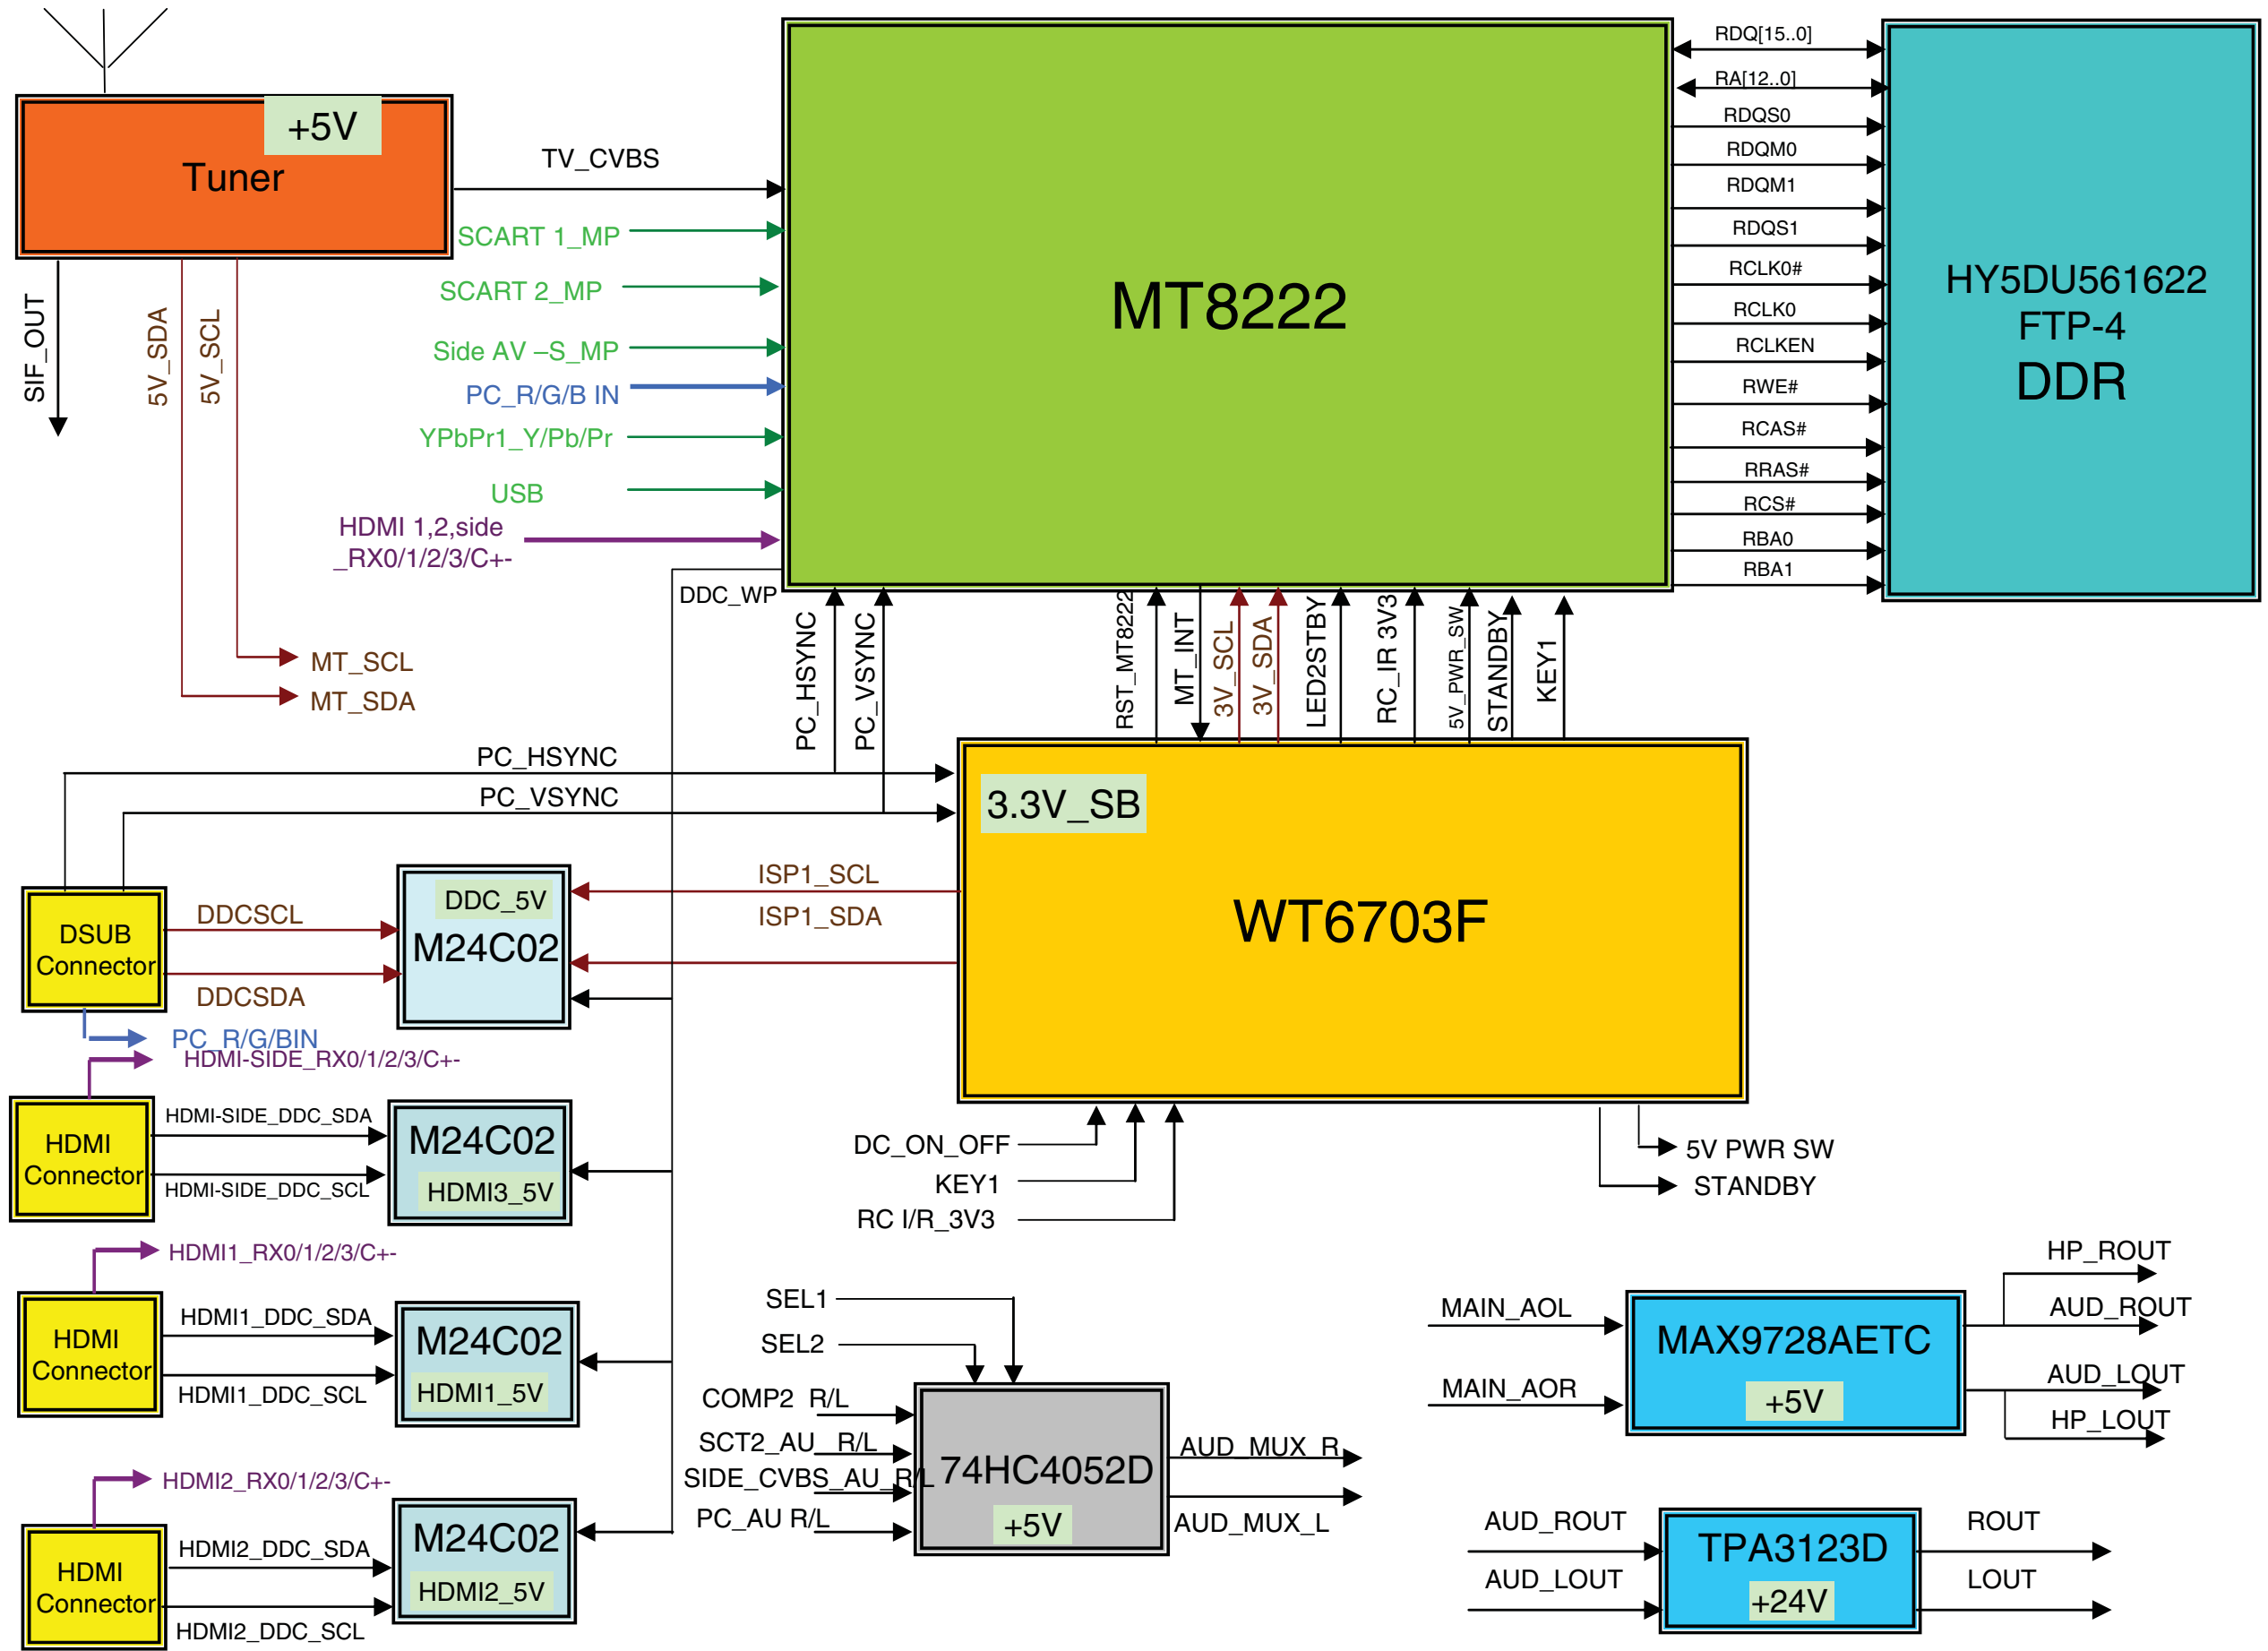 +5V
Tuner
TV_CVBS
SCART 1_MP
SCART 2_MP
Side AV –S_MP
PC_R/G/B IN
YPbPr1_Y/Pb/Pr
USB
HDMI 1,2,side
_RX0/1/2/3/C+-
SIF_OUT
5V_SDA
5V_SCL
MT_SCL
MT_SDA
MT8222
RDQ[15..0]
RA[12..0]
RDQS0
RDQM0
RDQM1
RDQS1
RCLK0#
RCLK0
RCLKEN
RWE#
RCAS#
RRAS#
RCS#
RBA0
RBA1
HY5DU561622
FTP-4
DDR
DDC_WP
PC_HSYNC
PC_VSYNC
RST_MT8222
MT_INT
3V_SCL
3V_SDA
LED2STBY
RC_IR 3V3
5V_PWR_SW
STANDBY
KEY1
PC_HSYNC
PC_VSYNC
3.3V_SB
WT6703F
ISP1_SCL
ISP1_SDA
DSUB
Connector
DDCSCL
DDCSDA
DDC_5V
M24C02
PC_R/G/BIN
HDMI-SIDE_RX0/1/2/3/C+-
HDMI
Connector
HDMI-SIDE_DDC_SDA
HDMI-SIDE_DDC_SCL
M24C02
HDMI3_5V
DC_ON_OFF
KEY1
RC I/R_3V3
5V PWR SW
STANDBY
HDMI1_RX0/1/2/3/C+-
HDMI
Connector
HDMI1_DDC_SDA
HDMI1_DDC_SCL
M24C02
HDMI1_5V
HDMI2_RX0/1/2/3/C+-
HDMI
Connector
HDMI2_DDC_SDA
HDMI2_DDC_SCL
M24C02
HDMI2_5V
SEL1
SEL2
COMP2 R/L
SCT2_AU_R/L
SIDE_CVBS_AU_R/L
PC_AU R/L
74HC4052D
+5V
AUD_MUX_R
AUD_MUX_L
MAIN_AOL
MAIN_AOR
MAX9728AETC
+5V
HP_ROUT
AUD_ROUT
AUD_LOUT
HP_LOUT
AUD_ROUT
AUD_LOUT
TPA3123D
+24V
ROUT
LOUT